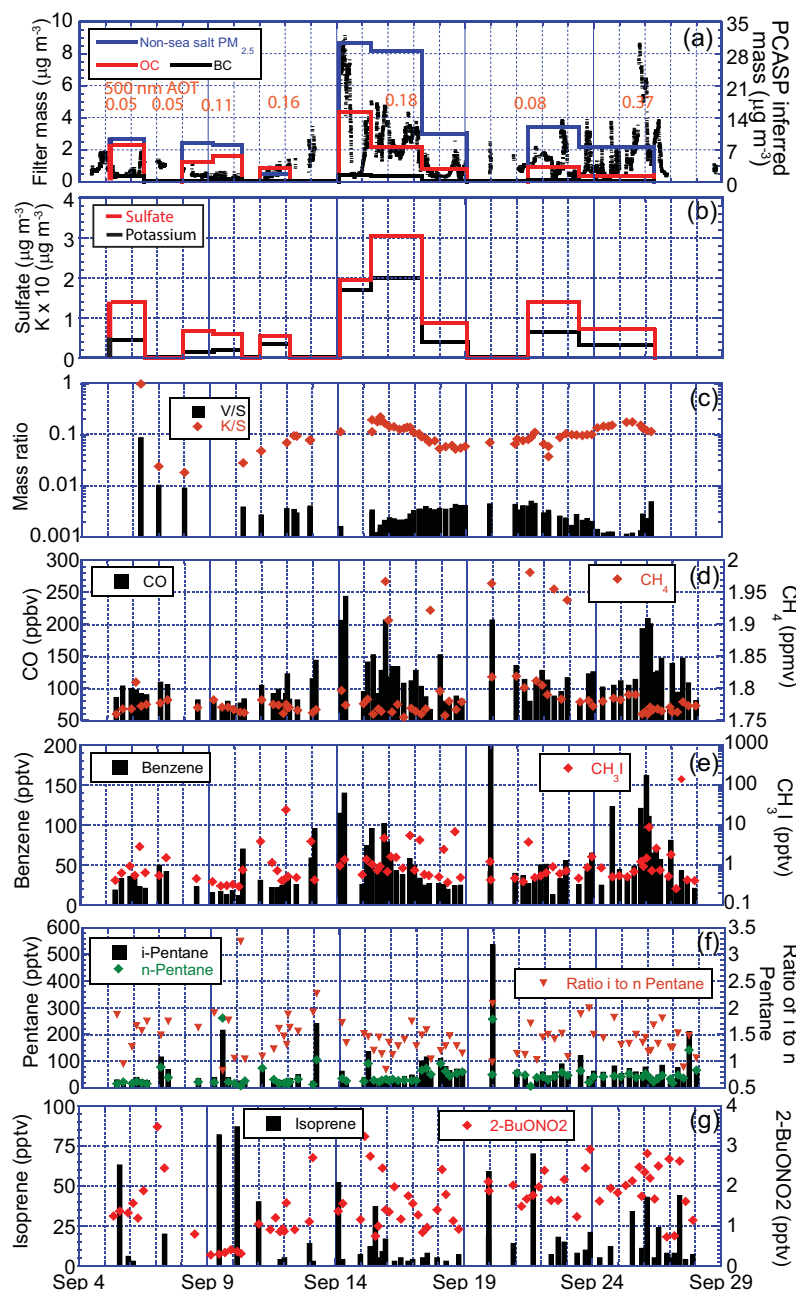 (a)
Non-sea salt PM 2.5
OC BC
500 nm AOT
0.05 0.05 0.11 0.16 0.18 0.08 0.37
Filter mass (μg m-3)
10
8
6
4
2
0
PCASP inferred
mass (μg m-3)
35
28
21
14
7
0
(b)
Sulfate
Potassium
Sulfate (μg m-3)
K x 10 (μg m-3)
4
3
2
1
0
(c)
V/S
K/S
Mass ratio
1
0.1
0.01
0.001
(d)
CO
CH4
CO (ppbv)
300
250
200
150
100
50
CH4 (ppmv)
2
1.95
1.9
1.85
1.8
1.75
(e)
Benzene
CH3I
Benzene (pptv)
200
150
100
50
0
CH3I (pptv)
1000
100
10
1
0.1
(f)
i-Pentane
n-Pentane
Ratio i to n Pentane
Pentane (pptv)
600
500
400
300
200
100
0
Ratio of i to n
Pentane
3.5
3
2.5
2
1.5
1
0.5
(g)
Isoprene
2-BuONO2
Isoprene (pptv)
100
75
50
25
0
2-BuONO2 (pptv)
4
3
2
1
0
Sep 4 Sep 9 Sep 14 Sep 19 Sep 24 Sep 29